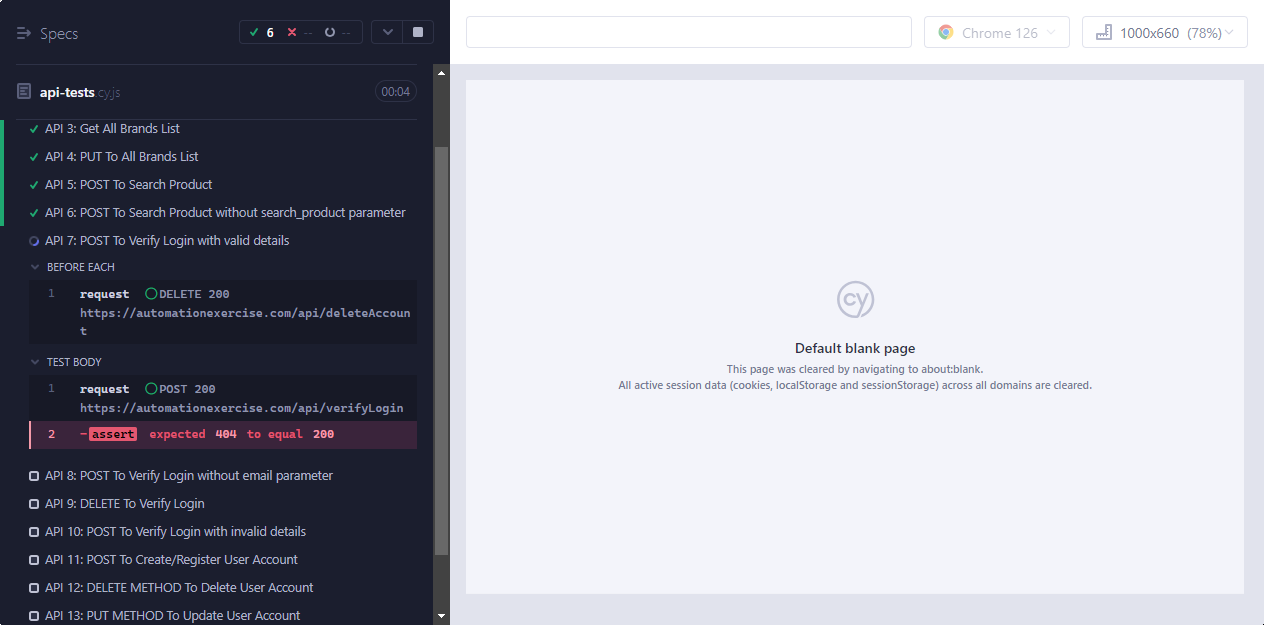 Specs
6 -- --
api-tests cy.js 00:04
API 3: Get All Brands List
API 4: PUT To All Brands List
API 5: POST To Search Product
API 6: POST To Search Product without search_product parameter
API 7: POST To Verify Login with valid details
BEFORE EACH
1 request DELETE 200
https://automationexercise.com/api/deleteAccoun
t
TEST BODY
1 request POST 200
https://automationexercise.com/api/verifyLogin
2 -assert expected 404 to equal 200
API 8: POST To Verify Login without email parameter
API 9: DELETE To Verify Login
API 10: POST To Verify Login with invalid details
API 11: POST To Create/Register User Account
API 12: DELETE METHOD To Delete User Account
API 13: PUT METHOD To Update User Account
Chrome 126
1000x660 (78%)
cy
Default blank page
This page was cleared by navigating to about:blank.
All active session data (cookies, localStorage and sessionStorage) across all domains are cleared.